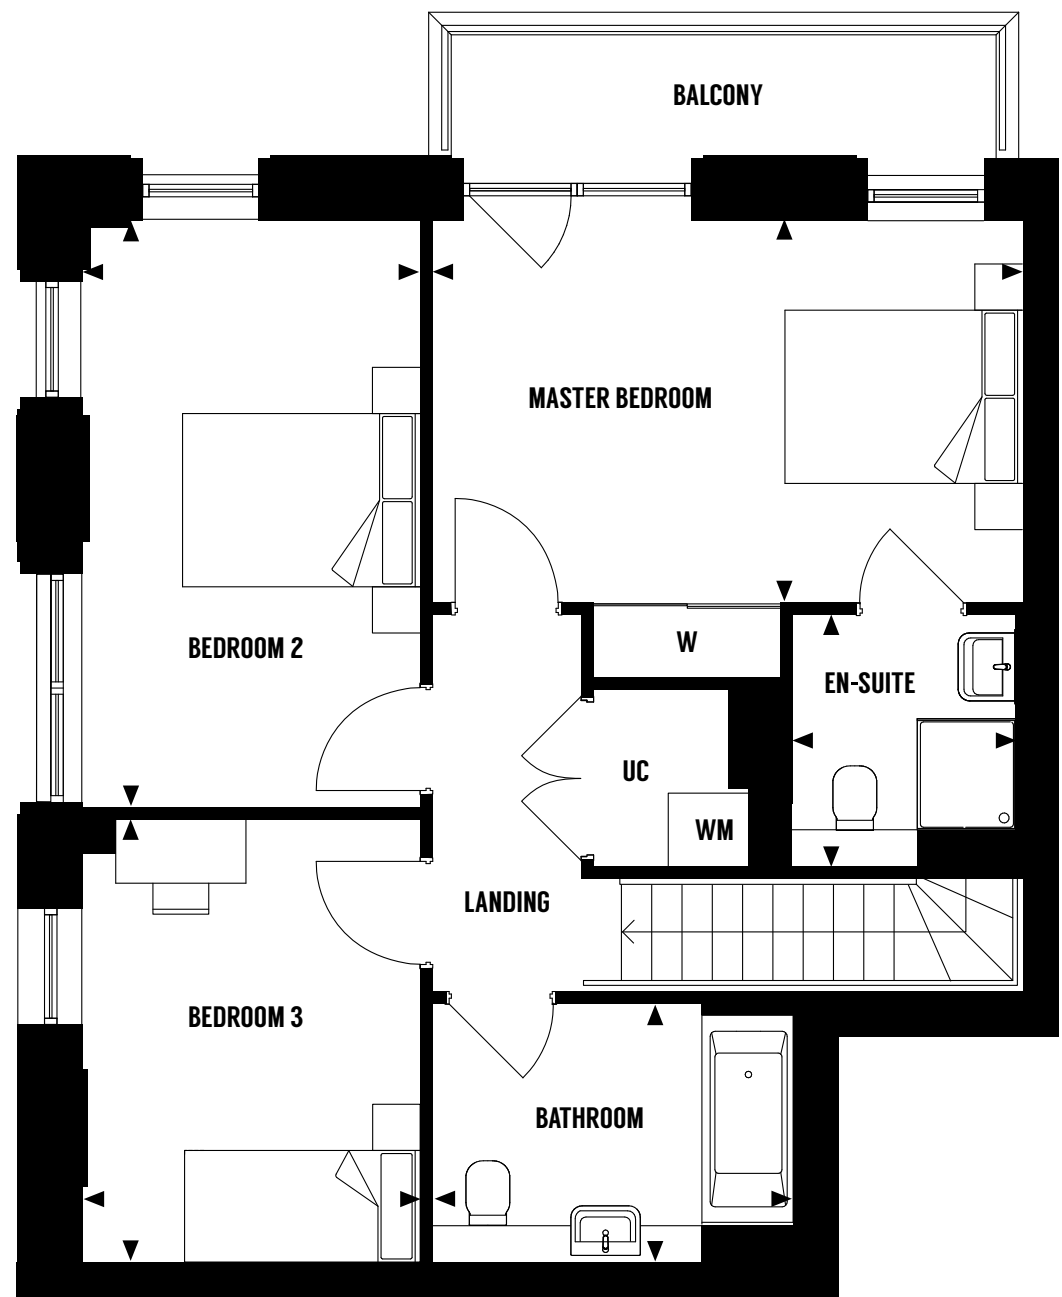 BALCONY
MASTER BEDROOM
BEDROOM 2
W
EN-SUITE
UC
WM
LANDING
BEDROOM 3
BATHROOM